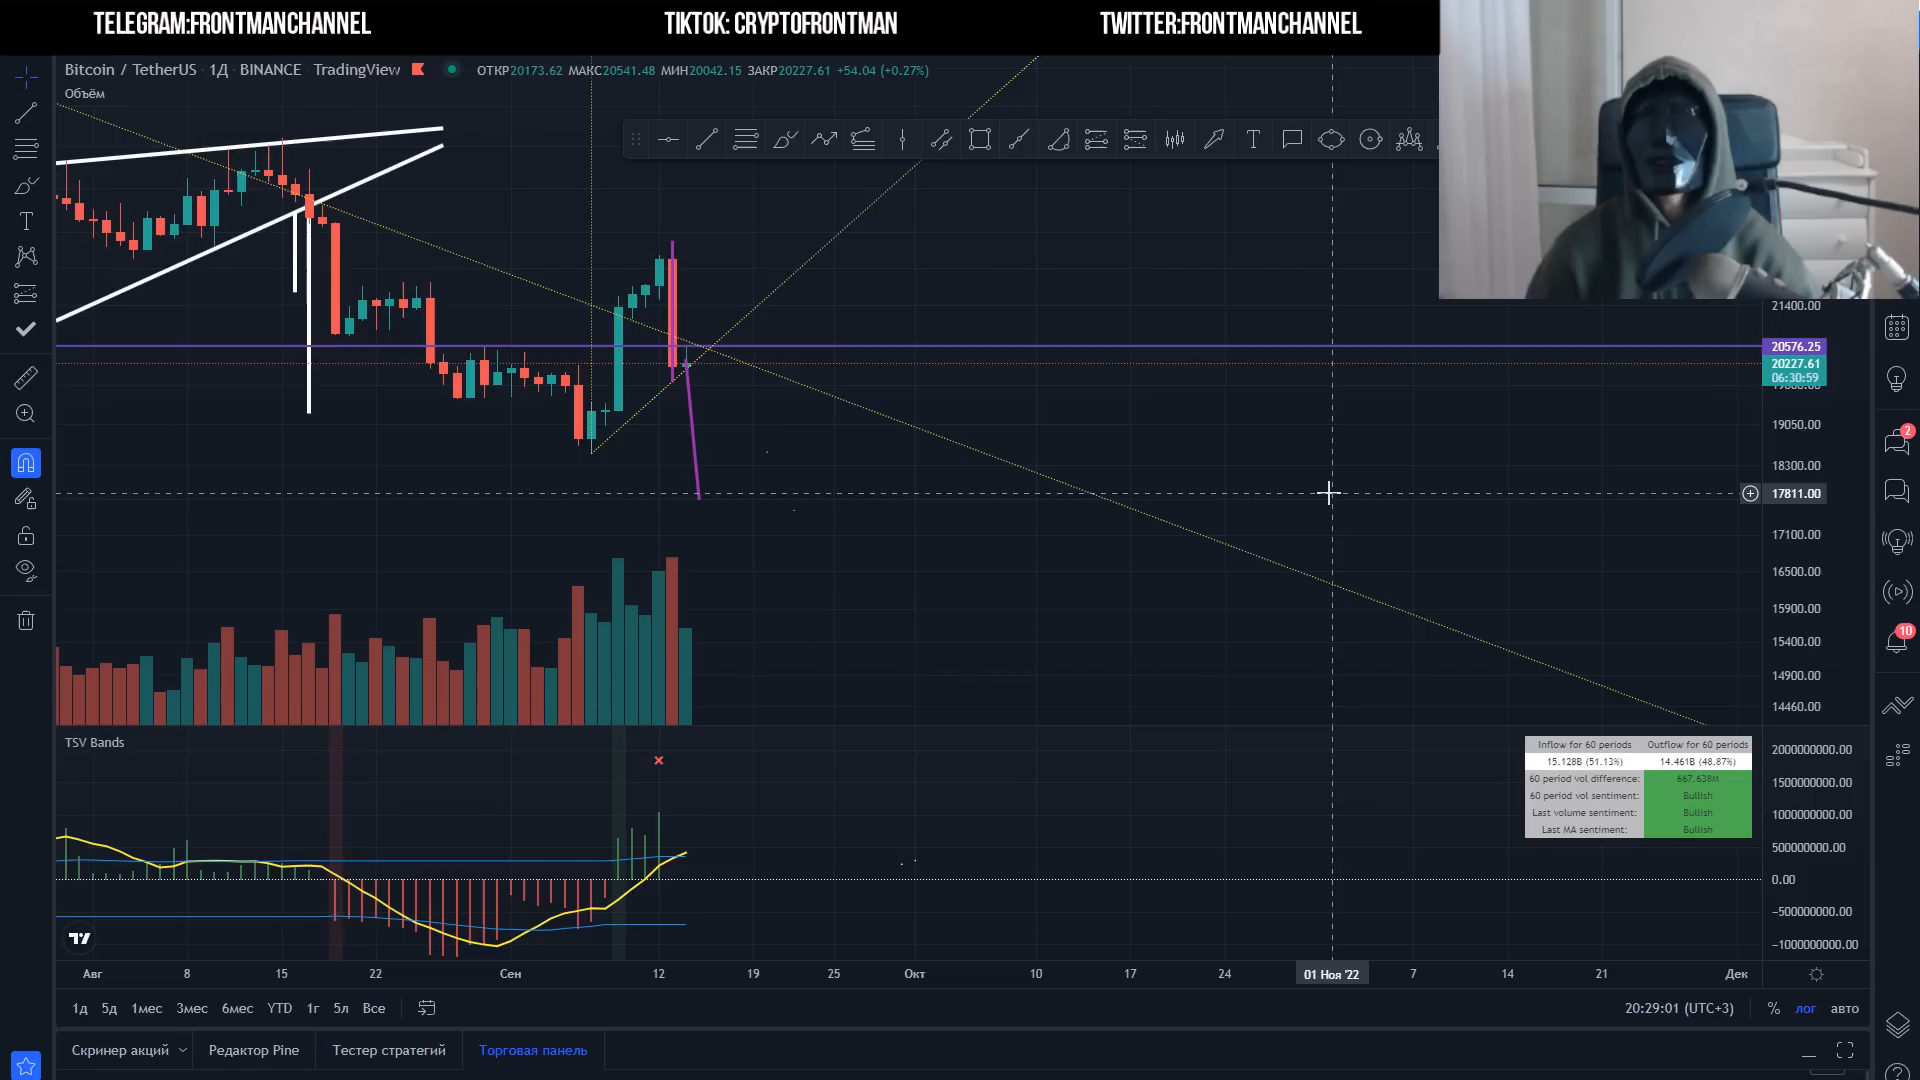 TELEGRAM:FRONTMANCHANNEL
TIKTOK: CRYPTOFRONTMAN
TWITTER:FRONTMANCHANNEL
Bitcoin / TetherUS · 1Д · BINANCE · TradingView
ОТКР20173.62 МАКС20541.48 МИН20042.15 ЗАКР20227.61 +54.04 (+0.27%)
Объём
21400.00
20576.25
20227.61
06:30:59
19050.00
18300.00
17811.00
17100.00
16500.00
15900.00
15400.00
14900.00
14460.00
2
10
TSV Bands
Inflow for 60 periods Outflow for 60 periods
15.128B (51.13%) 14.461B (48.87%)
60 period vol difference: 667.638M
60 period vol sentiment: Bullish
Last volume sentiment: Bullish
Last MA sentiment: Bullish
2000000000.00
1500000000.00
1000000000.00
500000000.00
0.00
−500000000.00
−1000000000.00
Авг 8 15 22 Сен 12 19 25 Окт 10 17 24 01 Ноя '22 7 14 21 Дек
1д 5д 1мес 3мес 6мес YTD 1г 5л Все
20:29:01 (UTC+3) % лог авто
Скринер акций Редактор Pine Тестер стратегий Торговая панель